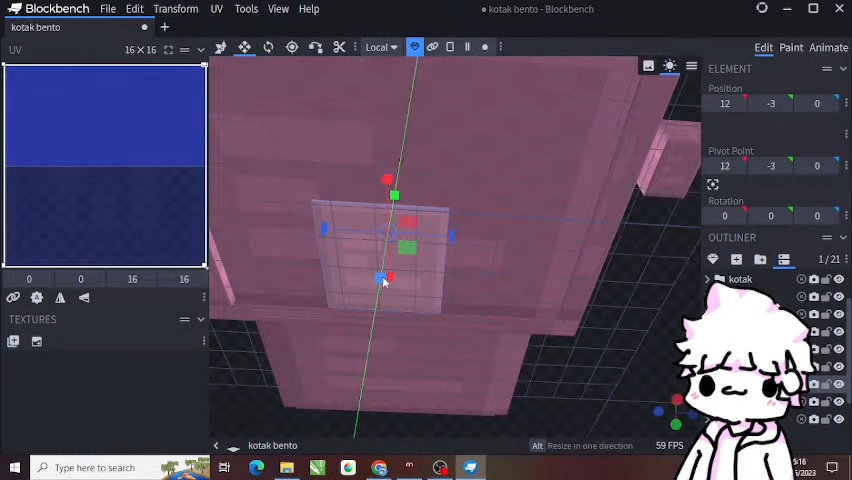 Blockbench File Edit Transform UV Tools View Help
• kotak bento - Blockbench
kotak bento
UV 16 × 16
Local
Edit Paint Animate
ELEMENT
Position
12 -3 0
Pivot Point
12 -3 0
Rotation
0 0 0
OUTLINER
1 / 21
kotak
0 0 16 16
TEXTURES
kotak bento
Alt Resize in one direction
59 FPS
Type here to search